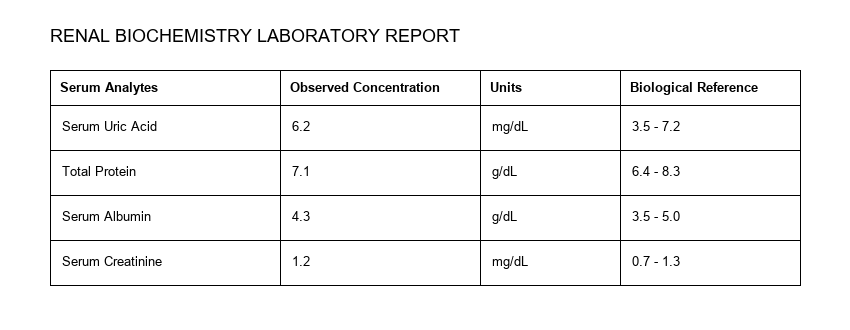 RENAL BIOCHEMISTRY LABORATORY REPORT
Serum Analytes Observed Concentration Units Biological Reference
Serum Uric Acid 6.2 mg/dL 3.5 - 7.2
Total Protein 7.1 g/dL 6.4 - 8.3
Serum Albumin 4.3 g/dL 3.5 - 5.0
Serum Creatinine 1.2 mg/dL 0.7 - 1.3